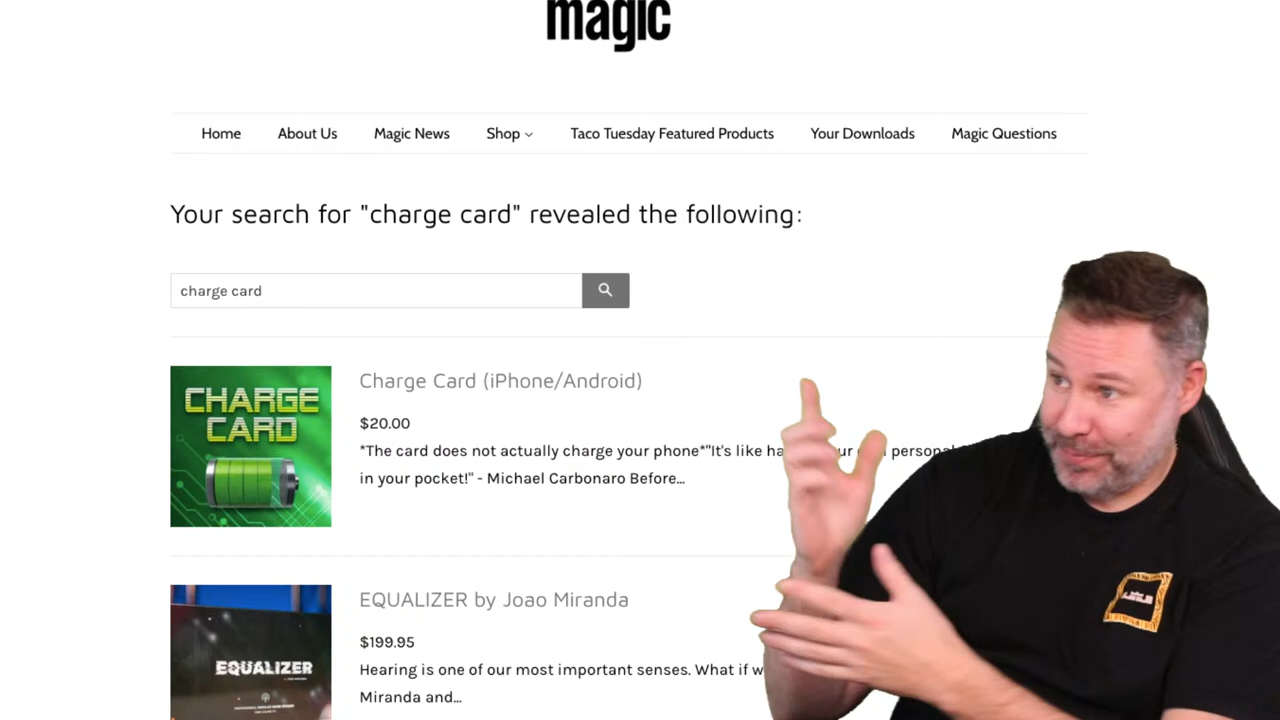 magic
Home About Us Magic News Shop Taco Tuesday Featured Products Your Downloads Magic Questions
Your search for "charge card" revealed the following:
charge card
CHARGE
CARD
Charge Card (iPhone/Android)
$20.00
*The card does not actually charge your phone*"It's like personal
in your pocket!" - Michael Carbonaro Before...
EQUALIZER
EQUALIZER by Joao Miranda
$199.95
Hearing is one of our most important senses. What if
Miranda and...